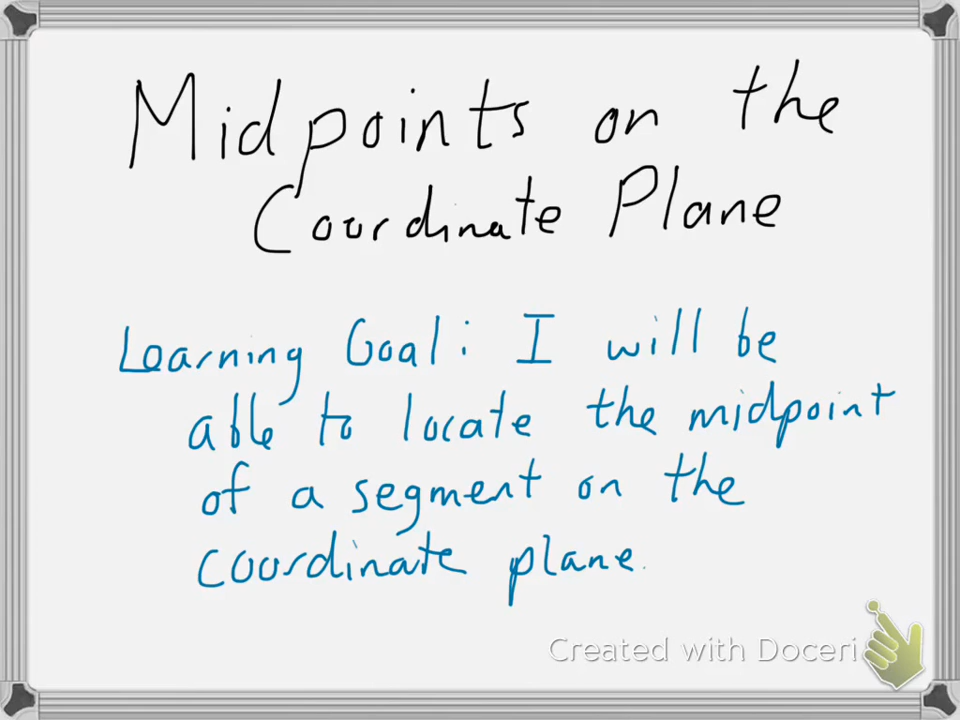 Midpoints on the
Coordinate Plane
Learning Goal: I will be
able to locate the midpoint
of a segment on the
coordinate plane.
Created with Doceri